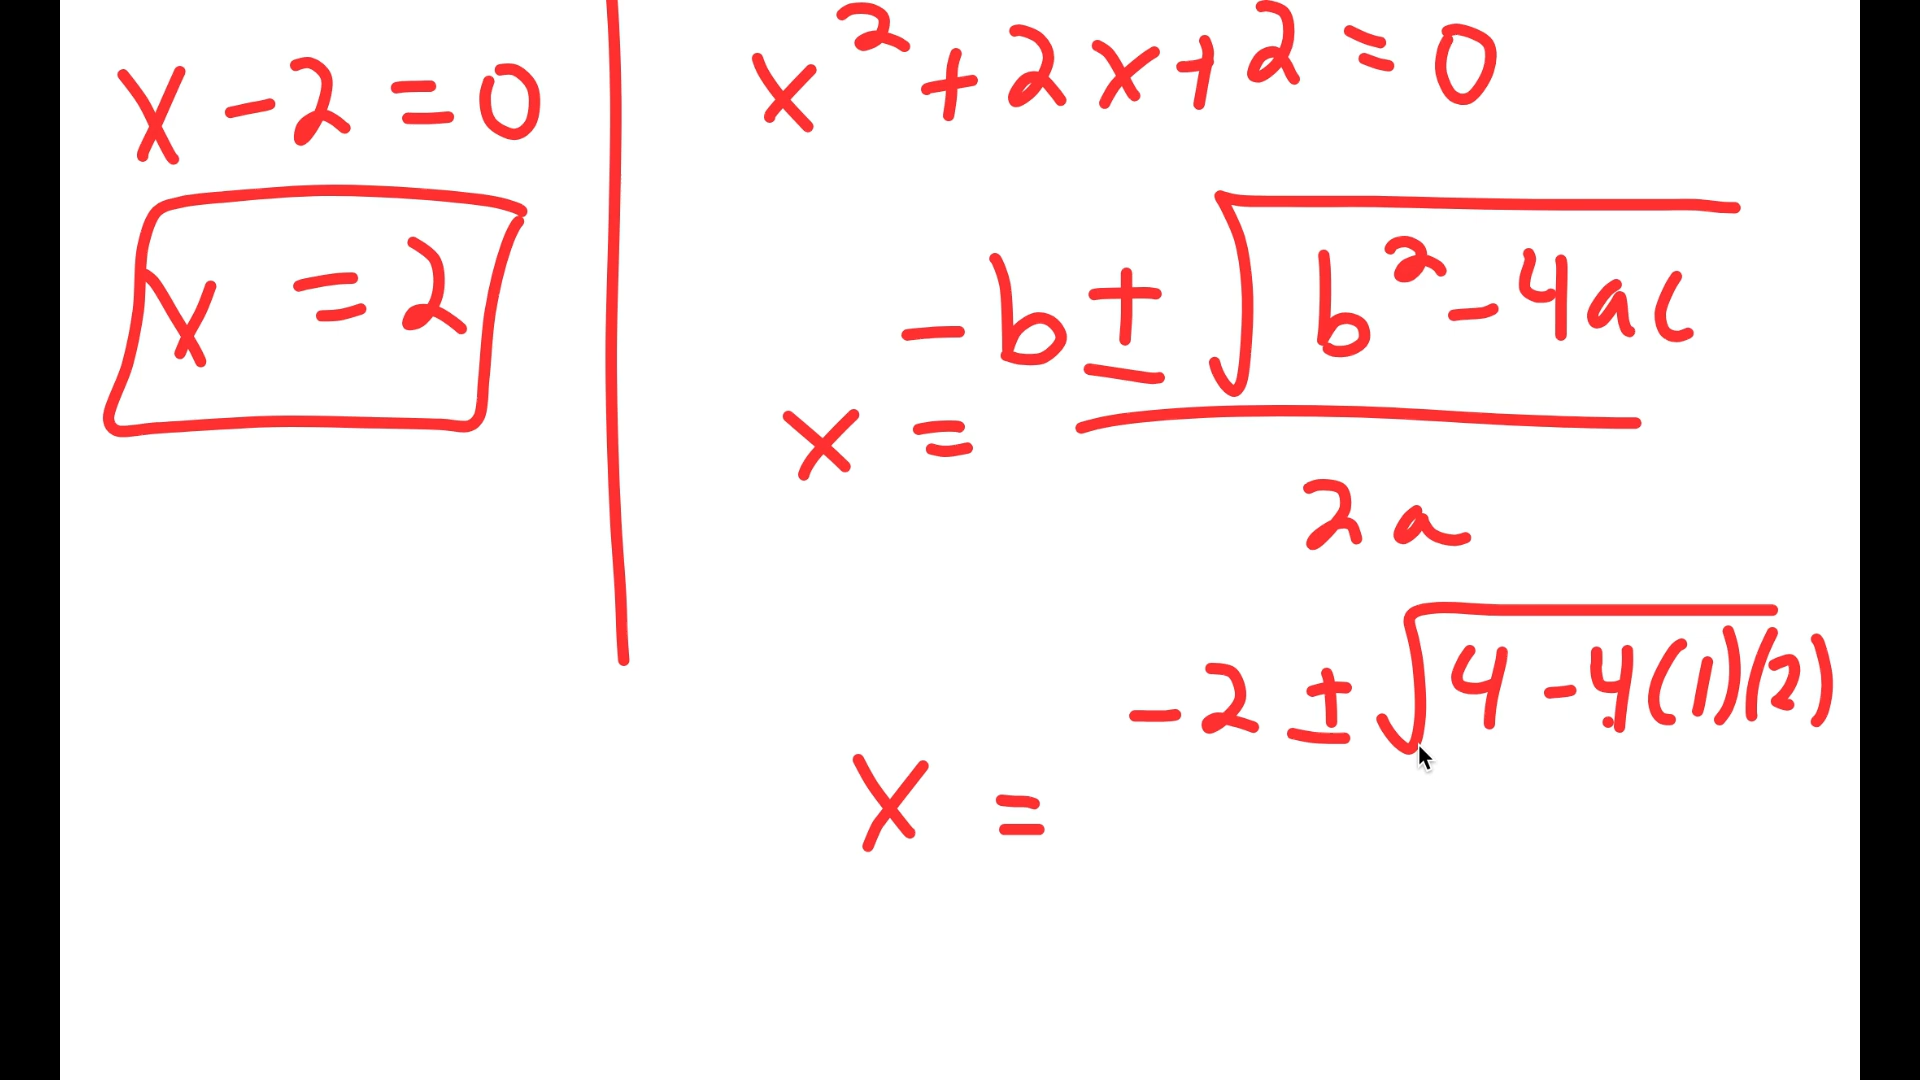 x - 2 = 0
x = 2
x² + 2x + 2 = 0
x = (-b ± √(b² - 4ac)) / 2a
x = -2 ± √(4 - 4(1)(2))